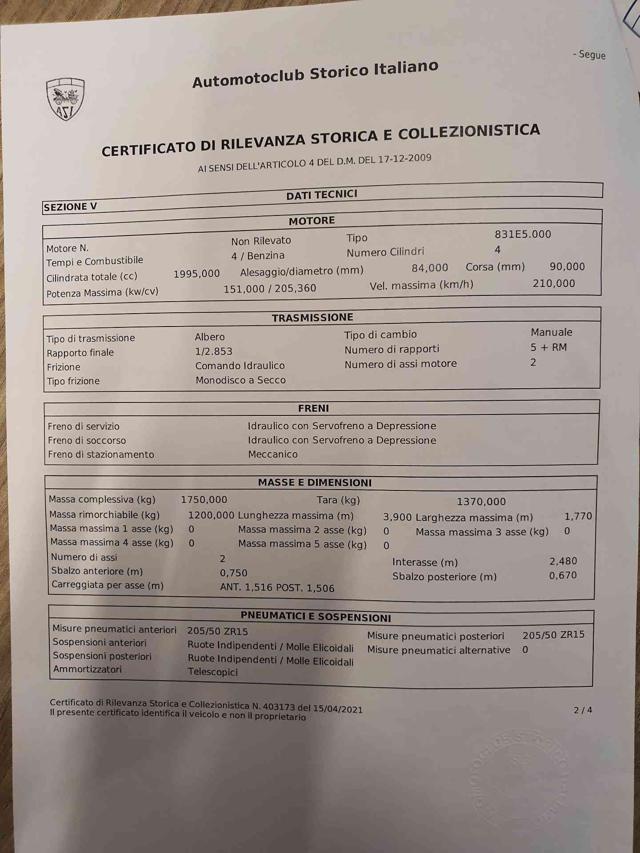 - Segue
Automotoclub Storico Italiano
CERTIFICATO DI RILEVANZA STORICA E COLLEZIONISTICA
AI SENSI DELL'ARTICOLO 4 DEL D.M. DEL 17-12-2009
SEZIONE V DATI TECNICI
MOTORE
Motore N. Non Rilevato Tipo 831E5.000
Tempi e Combustibile 4 / Benzina Numero Cilindri 4
Cilindrata totale (cc) 1995,000 Alesaggio/diametro (mm) 84,000 Corsa (mm) 90,000
Potenza Massima (kw/cv) 151,000 / 205,360 Vel. massima (km/h) 210,000
TRASMISSIONE
Tipo di trasmissione Albero Tipo di cambio Manuale
Rapporto finale 1/2.853 Numero di rapporti 5 + RM
Frizione Comando Idraulico Numero di assi motore 2
Tipo frizione Monodisco a Secco
FRENI
Freno di servizio Idraulico con Servofreno a Depressione
Freno di soccorso Idraulico con Servofreno a Depressione
Freno di stazionamento Meccanico
MASSE E DIMENSIONI
Massa complessiva (kg) 1750,000 Tara (kg) 1370,000
Massa rimorchiabile (kg) 1200,000 Lunghezza massima (m) 3,900 Larghezza massima (m) 1,770
Massa massima 1 asse (kg) 0 Massa massima 2 asse (kg) 0 Massa massima 3 asse (kg) 0
Massa massima 4 asse (kg) 0 Massa massima 5 asse (kg) 0
Numero di assi 2 Interasse (m) 2,480
Sbalzo anteriore (m) 0,750 Sbalzo posteriore (m) 0,670
Carreggiata per asse (m) ANT. 1,516 POST. 1,506
PNEUMATICI E SOSPENSIONI
Misure pneumatici anteriori 205/50 ZR15 Misure pneumatici posteriori 205/50 ZR15
Sospensioni anteriori Ruote Indipendenti / Molle Elicoidali Misure pneumatici alternative 0
Sospensioni posteriori Ruote Indipendenti / Molle Elicoidali
Ammortizzatori Telescopici
Certificato di Rilevanza Storica e Collezionistica N. 403173 del 15/04/2021
Il presente certificato identifica il veicolo e non il proprietario
2 / 4